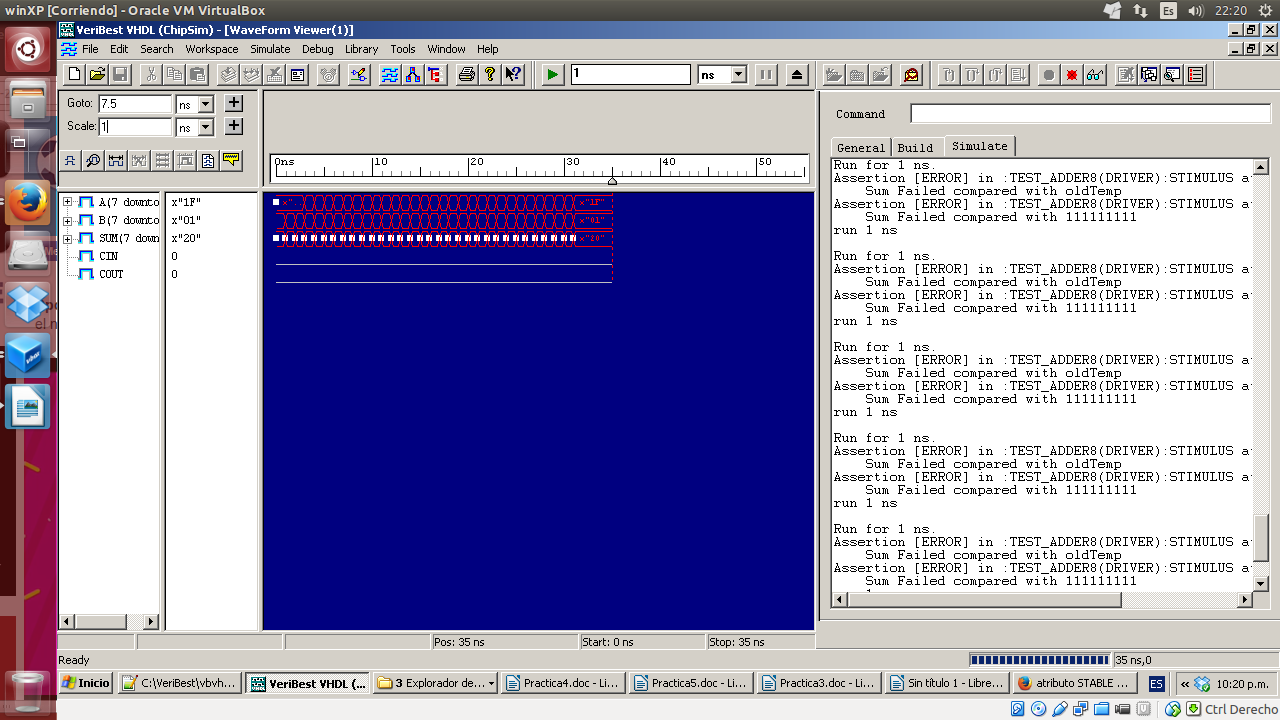 winXP [Corriendo] - Oracle VM VirtualBox
Es
22:20
VeriBest VHDL (ChipSim) - [WaveForm Viewer(1)]
File Edit Search Workspace Simulate Debug Library Tools Window Help
1
ns
Goto: 7.5 ns
Scale: 1 ns
0ns 10 20 30 40 50
A(7 downto x"1F"
B(7 downto x"01"
SUM(7 down x"20"
CIN 0
COUT 0
x"1F"
x"01"
x"20"
Command
General Build Simulate
Run for 1 ns.
Assertion [ERROR] in :TEST_ADDER8(DRIVER):STIMULUS a
Sum Failed compared with oldTemp
Assertion [ERROR] in :TEST_ADDER8(DRIVER):STIMULUS a
Sum Failed compared with 111111111
run 1 ns
Run for 1 ns.
Assertion [ERROR] in :TEST_ADDER8(DRIVER):STIMULUS a
Sum Failed compared with oldTemp
Assertion [ERROR] in :TEST_ADDER8(DRIVER):STIMULUS a
Sum Failed compared with 111111111
run 1 ns
Run for 1 ns.
Assertion [ERROR] in :TEST_ADDER8(DRIVER):STIMULUS a
Sum Failed compared with oldTemp
Assertion [ERROR] in :TEST_ADDER8(DRIVER):STIMULUS a
Sum Failed compared with 111111111
run 1 ns
Run for 1 ns.
Assertion [ERROR] in :TEST_ADDER8(DRIVER):STIMULUS a
Sum Failed compared with oldTemp
Assertion [ERROR] in :TEST_ADDER8(DRIVER):STIMULUS a
Sum Failed compared with 111111111
run 1 ns
Run for 1 ns.
Assertion [ERROR] in :TEST_ADDER8(DRIVER):STIMULUS a
Sum Failed compared with oldTemp
Assertion [ERROR] in :TEST_ADDER8(DRIVER):STIMULUS a
Sum Failed compared with 111111111
Pos: 35 ns Start: 0 ns Stop: 35 ns
Ready
35 ns,0
Inicio C:\VeriBest\vbvh... VeriBest VHDL (... 3 Explorador de... Practica4.doc - Li... Practica5.doc - Li... Practica3.doc - Li... Sin título 1 - Libre... atributo STABLE ... ES « 10:20 p.m.
Ctrl Derecho